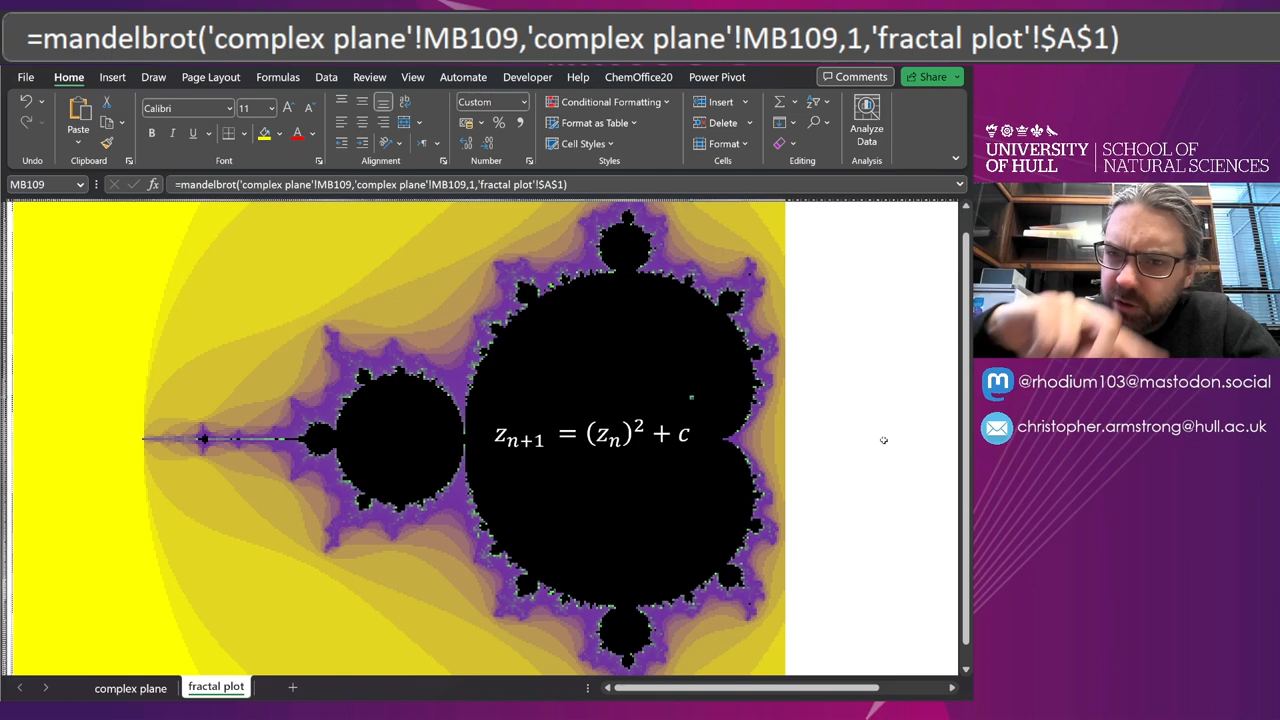 =mandelbrot('complex plane'!MB109,'complex plane'!MB109,1,'fractal plot'!$A$1)
File Home Insert Draw Page Layout Formulas Data Review View Automate Developer Help ChemOffice20 Power Pivot Comments Share
Undo
Paste
Clipboard
Calibri 11
B I U
Font
Alignment
Custom
Number
Conditional Formatting
Format as Table
Cell Styles
Styles
Insert
Delete
Format
Cells
Editing
Analyze
Data
Analysis
MB109 fx =mandelbrot('complex plane'!MB109,'complex plane'!MB109,1,'fractal plot'!$A$1)
zₙ₊₁ = (zₙ)² + c
complex plane fractal plot
UNIVERSITY
OF HULL
SCHOOL OF
NATURAL SCIENCES
@rhodium103@mastodon.social
christopher.armstrong@hull.ac.uk